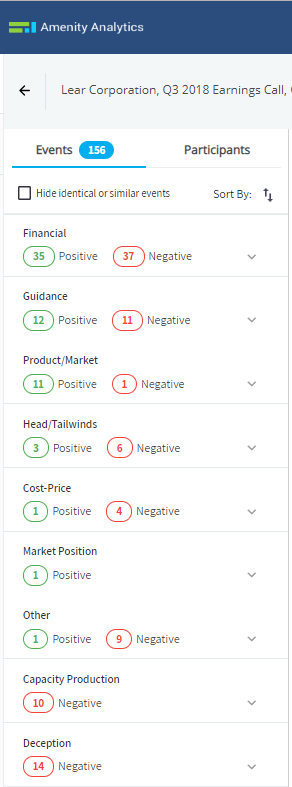 Amenity Analytics
Lear Corporation, Q3 2018 Earnings Call,
Events 156 Participants
Hide identical or similar events Sort By:
Financial
35 Positive 37 Negative
Guidance
12 Positive 11 Negative
Product/Market
11 Positive 1 Negative
Head/Tailwinds
3 Positive 6 Negative
Cost-Price
1 Positive 4 Negative
Market Position
1 Positive
Other
1 Positive 9 Negative
Capacity Production
10 Negative
Deception
14 Negative